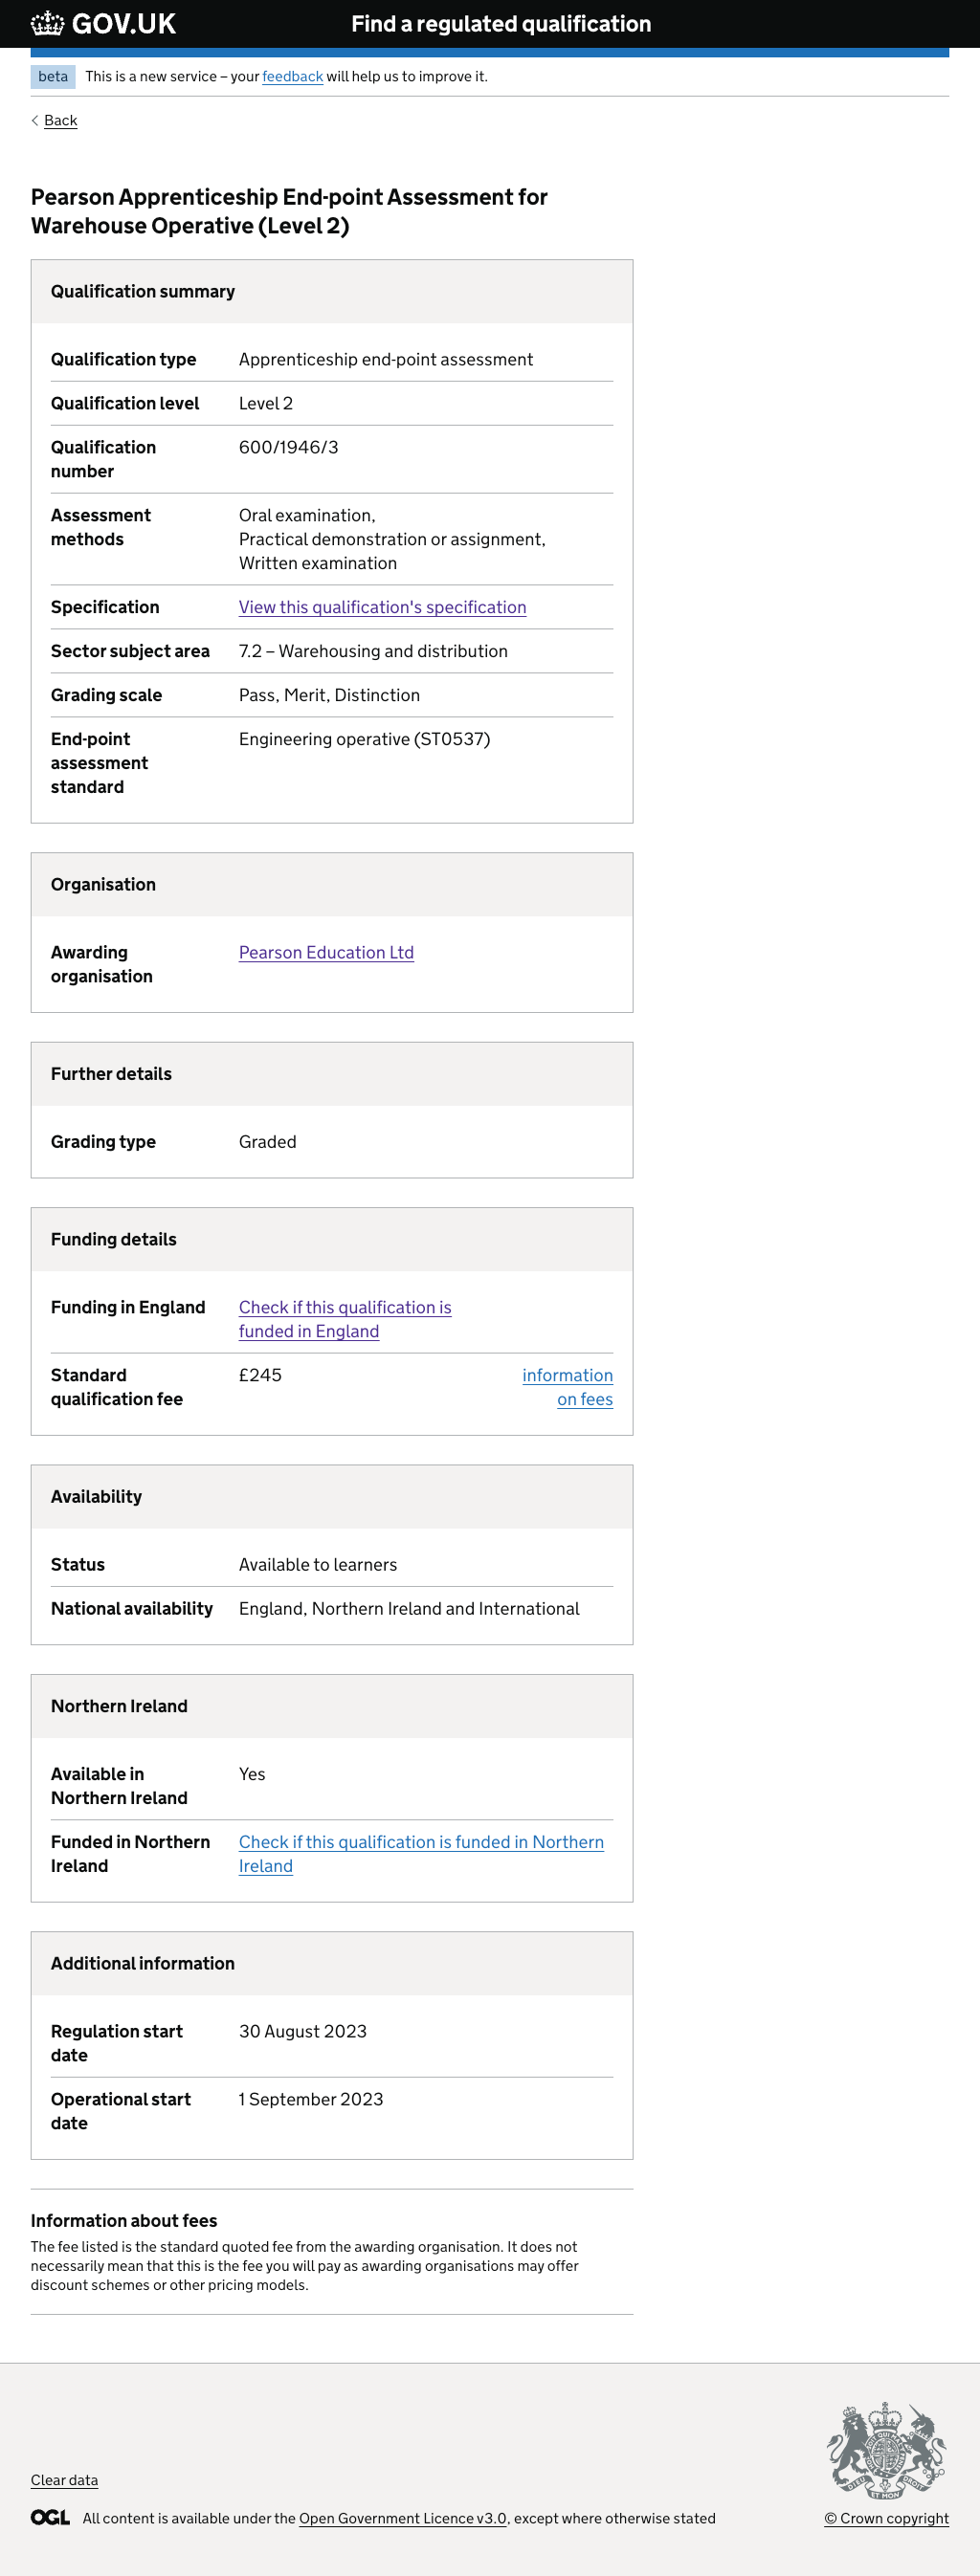 GOV.UK
Find a regulated qualification
beta
This is a new service – your feedback will help us to improve it.
Back
Pearson Apprenticeship End-point Assessment for
Warehouse Operative (Level 2)
Qualification summary
Qualification type
Apprenticeship end-point assessment
Qualification level
Level 2
Qualification
number
600/1946/3
Assessment
methods
Oral examination,
Practical demonstration or assignment,
Written examination
Specification
View this qualification's specification
Sector subject area
7.2 – Warehousing and distribution
Grading scale
Pass, Merit, Distinction
End-point
assessment
standard
Engineering operative (ST0537)
Organisation
Awarding
organisation
Pearson Education Ltd
Further details
Grading type
Graded
Funding details
Funding in England
Check if this qualification is
funded in England
Standard
qualification fee
£245
information
on fees
Availability
Status
Available to learners
National availability
England, Northern Ireland and International
Northern Ireland
Available in
Northern Ireland
Yes
Funded in Northern
Ireland
Check if this qualification is funded in Northern
Ireland
Additional information
Regulation start
date
30 August 2023
Operational start
date
1 September 2023
Information about fees
The fee listed is the standard quoted fee from the awarding organisation. It does not
necessarily mean that this is the fee you will pay as awarding organisations may offer
discount schemes or other pricing models.
Clear data
OGL
All content is available under the Open Government Licence v3.0, except where otherwise stated
DIEU ET MON DROIT
© Crown copyright